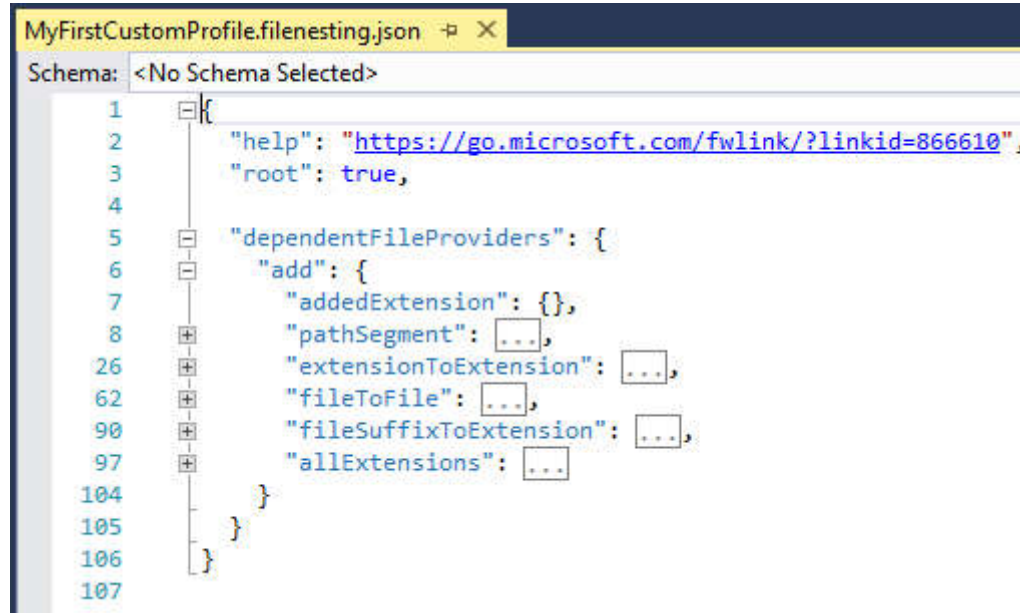 MyFirstCustomProfile.filenesting.json
Schema: <No Schema Selected>
1 {
2 "help": "https://go.microsoft.com/fwlink/?linkid=866610",
3 "root": true,
4
5 "dependentFileProviders": {
6 "add": {
7 "addedExtension": {},
8 "pathSegment": ...,
26 "extensionToExtension": ...,
62 "fileToFile": ...,
90 "fileSuffixToExtension": ...,
97 "allExtensions": ...
104 }
105 }
106 }
107